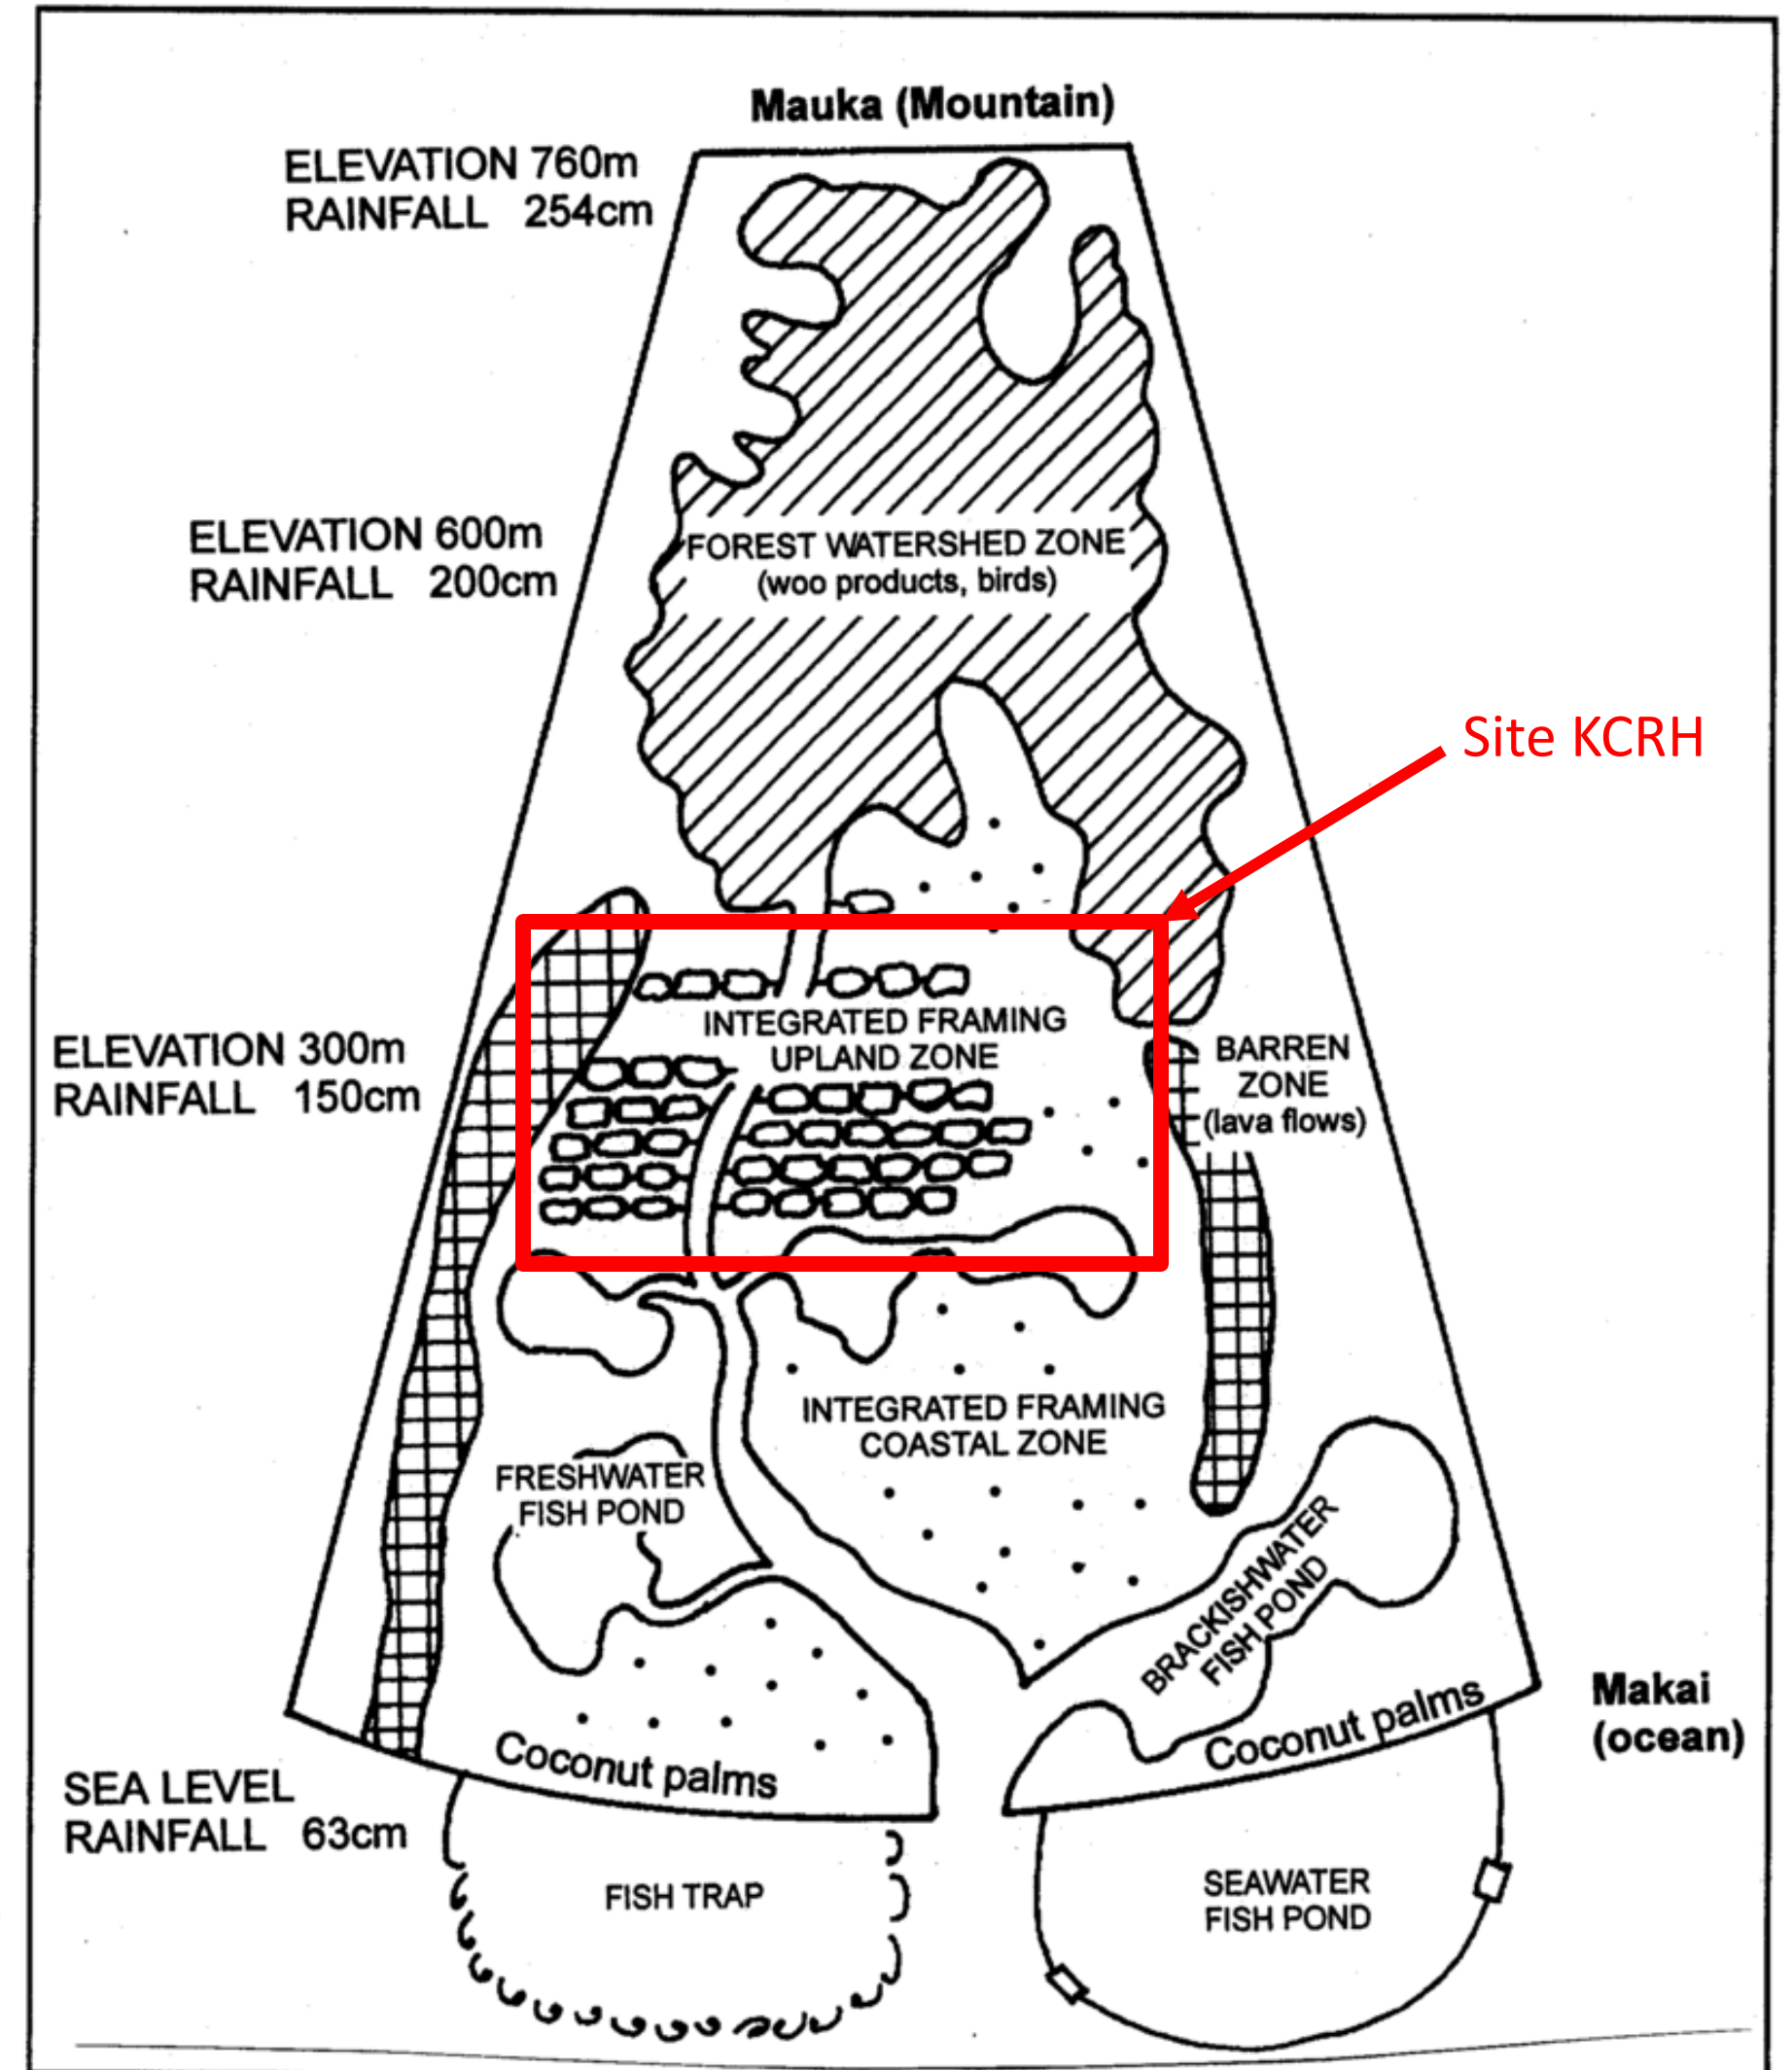 Mauka (Mountain)
ELEVATION 760m
RAINFALL 254cm
ELEVATION 600m
RAINFALL 200cm
FOREST WATERSHED ZONE
(woo products, birds)
Site KCRH
INTEGRATED FRAMING
UPLAND ZONE
ELEVATION 300m
RAINFALL 150cm
BARREN
ZONE
(lava flows)
INTEGRATED FRAMING
COASTAL ZONE
FRESHWATER
FISH POND
BRACKISHWATER
FISH POND
Makai
(ocean)
Coconut palms
Coconut palms
SEA LEVEL
RAINFALL 63cm
FISH TRAP
SEAWATER
FISH POND